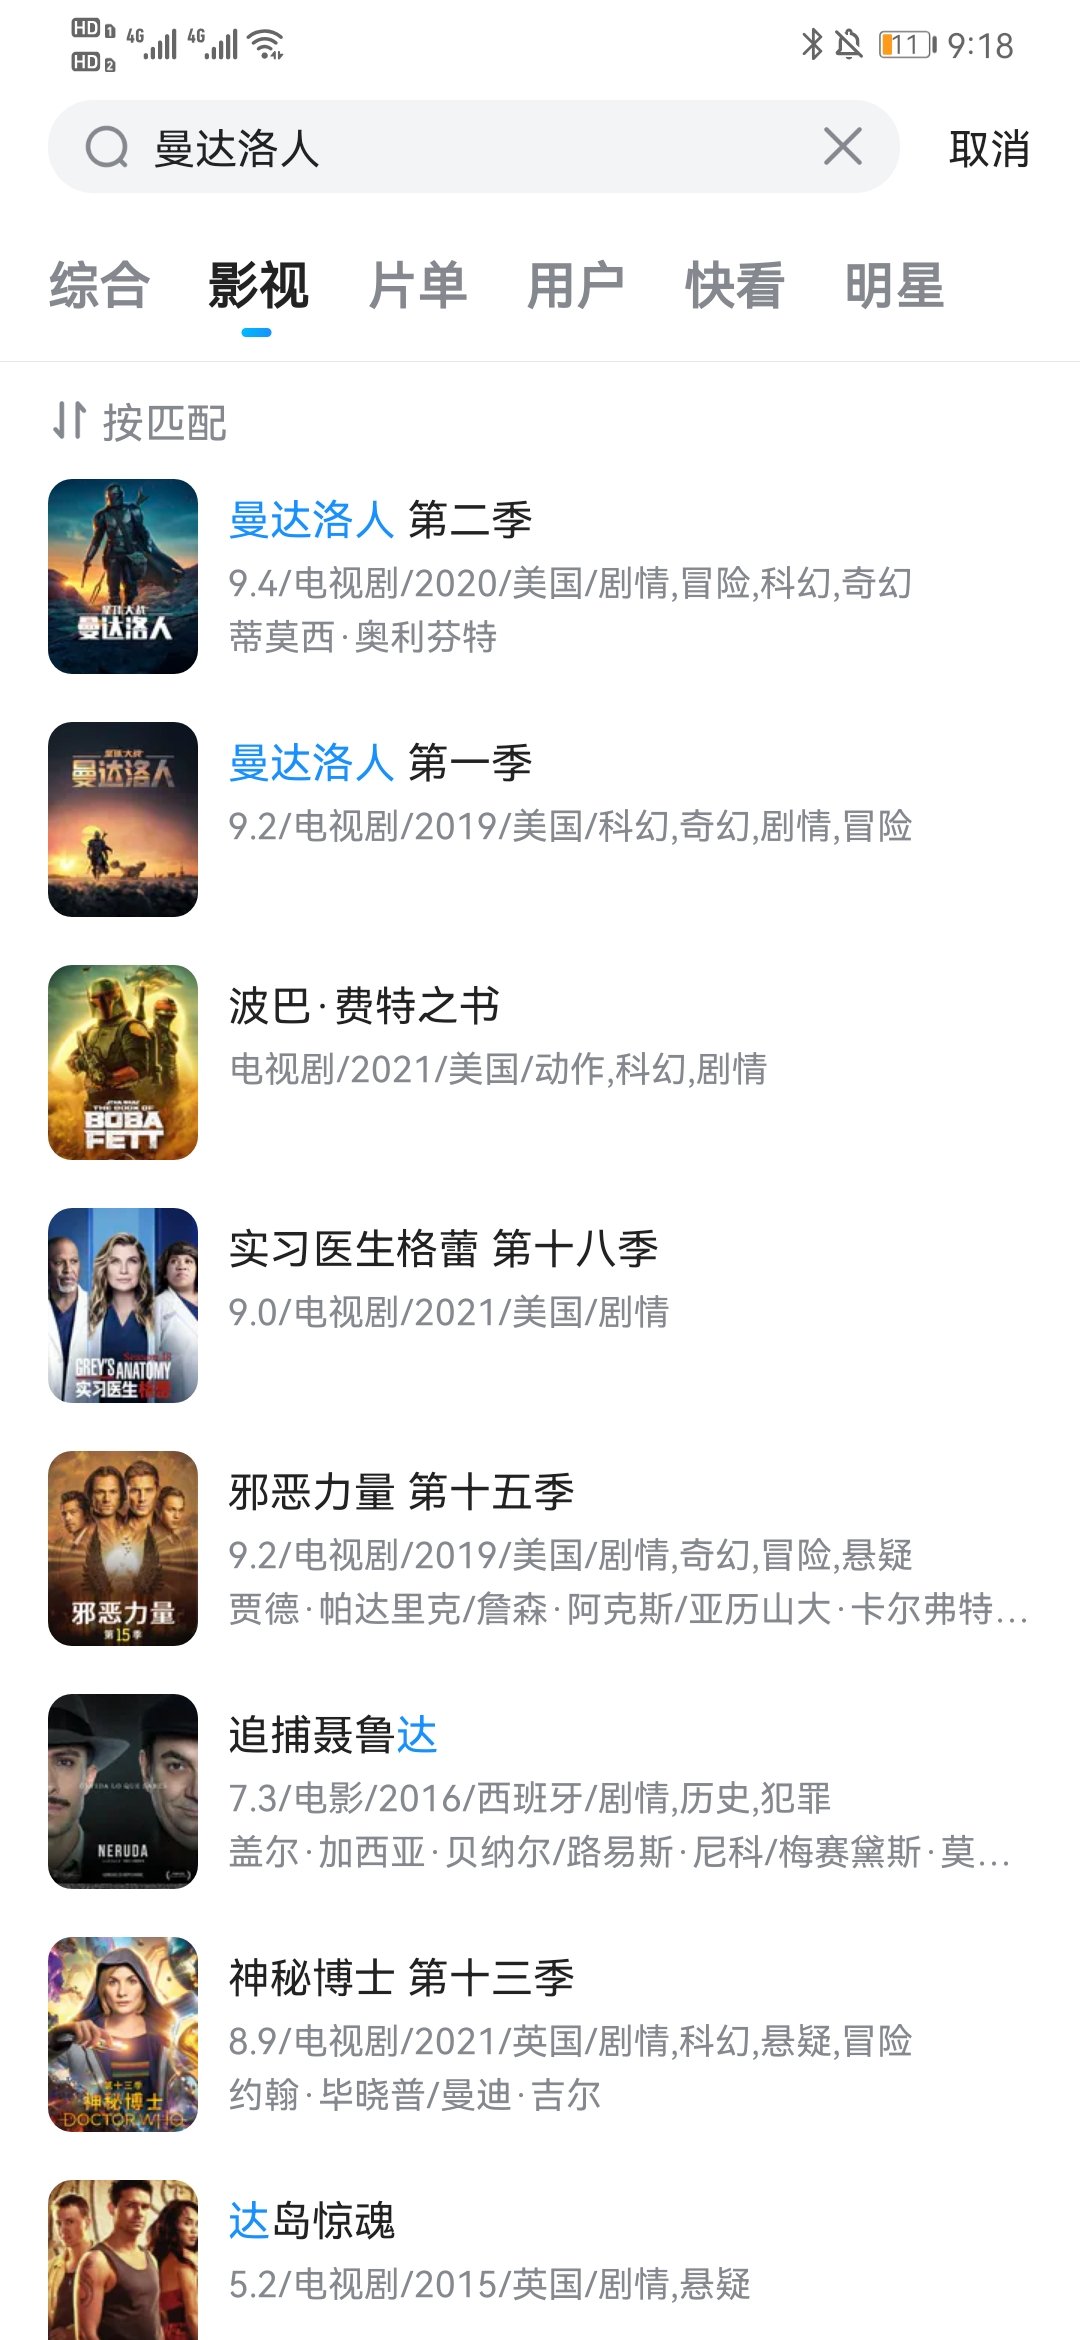 HD 1 4G 4G
HD 2
11 9:18
曼达洛人
取消
综合 影视 片单 用户 快看 明星
按匹配
星球大战
曼达洛人
曼达洛人 第二季
9.4/电视剧/2020/美国/剧情,冒险,科幻,奇幻
蒂莫西·奥利芬特
星球大战
曼达洛人
曼达洛人 第一季
9.2/电视剧/2019/美国/科幻,奇幻,剧情,冒险
STAR WARS
THE BOOK OF
BOBA
FETT
波巴·费特之书
电视剧/2021/美国/动作,科幻,剧情
Season 18
GREY'S ANATOMY
实习医生格蕾
实习医生格蕾 第十八季
9.0/电视剧/2021/美国/剧情
邪恶力量
第15季
邪恶力量 第十五季
9.2/电视剧/2019/美国/剧情,奇幻,冒险,悬疑
贾德·帕达里克/詹森·阿克斯/亚历山大·卡尔弗特...
NERUDA
追捕聂鲁达
7.3/电影/2016/西班牙/剧情,历史,犯罪
盖尔·加西亚·贝纳尔/路易斯·尼科/梅赛黛斯·莫...
第十三季
神秘博士
DOCTOR WHO
神秘博士 第十三季
8.9/电视剧/2021/英国/剧情,科幻,悬疑,冒险
约翰·毕晓普/曼迪·吉尔
达岛惊魂
5.2/电视剧/2015/英国/剧情,悬疑